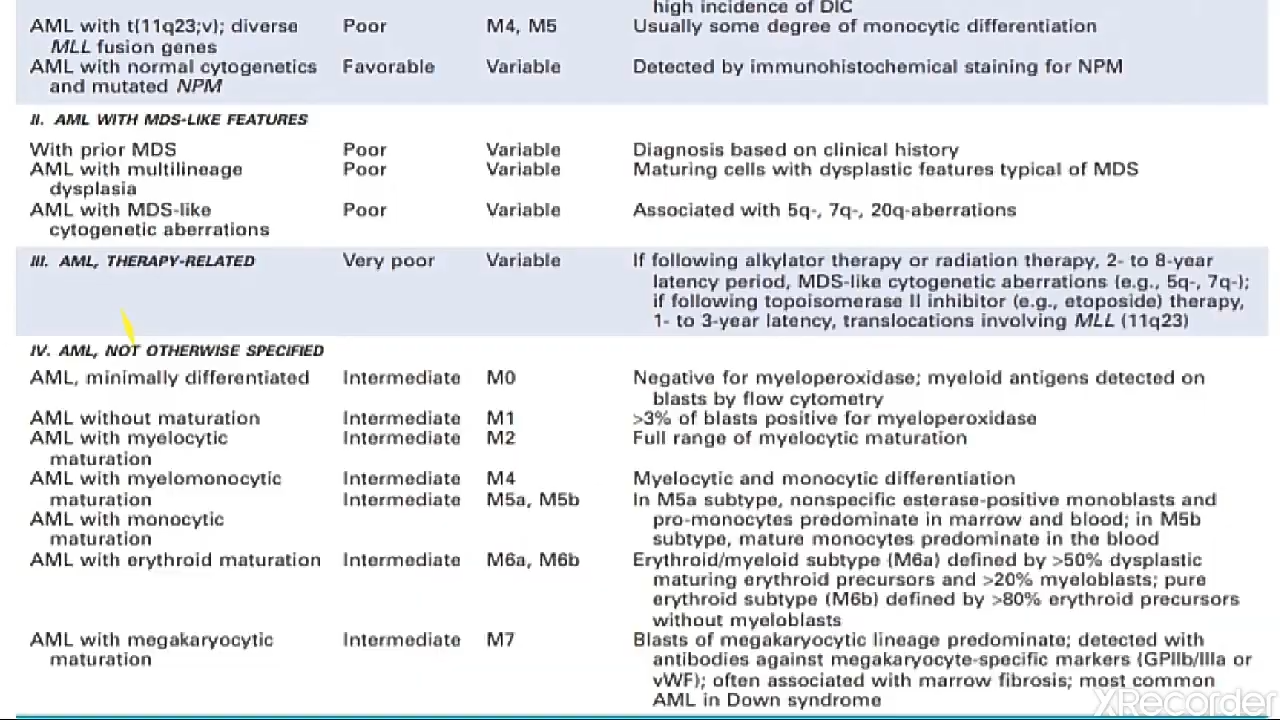 high incidence of DIC
AML with t(11q23;v); diverse Poor M4, M5 Usually some degree of monocytic differentiation
MLL fusion genes
AML with normal cytogenetics Favorable Variable Detected by immunohistochemical staining for NPM
and mutated NPM
II. AML WITH MDS-LIKE FEATURES
With prior MDS Poor Variable Diagnosis based on clinical history
AML with multilineage Poor Variable Maturing cells with dysplastic features typical of MDS
dysplasia
AML with MDS-like Poor Variable Associated with 5q-, 7q-, 20q-aberrations
cytogenetic aberrations
III. AML, THERAPY-RELATED Very poor Variable If following alkylator therapy or radiation therapy, 2- to 8-year
latency period, MDS-like cytogenetic aberrations (e.g., 5q-, 7q-);
if following topoisomerase II inhibitor (e.g., etoposide) therapy,
1- to 3-year latency, translocations involving MLL (11q23)
IV. AML, NOT OTHERWISE SPECIFIED
AML, minimally differentiated Intermediate M0 Negative for myeloperoxidase; myeloid antigens detected on
blasts by flow cytometry
AML without maturation Intermediate M1 >3% of blasts positive for myeloperoxidase
AML with myelocytic Intermediate M2 Full range of myelocytic maturation
maturation
AML with myelomonocytic Intermediate M4 Myelocytic and monocytic differentiation
maturation Intermediate M5a, M5b In M5a subtype, nonspecific esterase-positive monoblasts and
AML with monocytic pro-monocytes predominate in marrow and blood; in M5b
maturation subtype, mature monocytes predominate in the blood
AML with erythroid maturation Intermediate M6a, M6b Erythroid/myeloid subtype (M6a) defined by >50% dysplastic
maturing erythroid precursors and >20% myeloblasts; pure
erythroid subtype (M6b) defined by >80% erythroid precursors
without myeloblasts
AML with megakaryocytic Intermediate M7 Blasts of megakaryocytic lineage predominate; detected with
maturation antibodies against megakaryocyte-specific markers (GPIIb/IIIa or
vWF); often associated with marrow fibrosis; most common
AML in Down syndrome
XRecorder